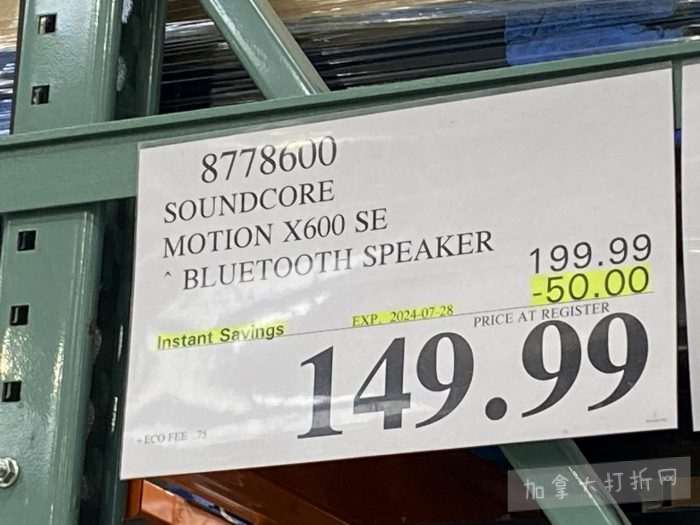 8778600
SOUNDCORE
MOTION X600 SE
^ BLUETOOTH SPEAKER
199.99
-50.00
Instant Savings
EXP. 2024-07-28
PRICE AT REGISTER
149.99
+ ECO FEE .75
加拿大打折网